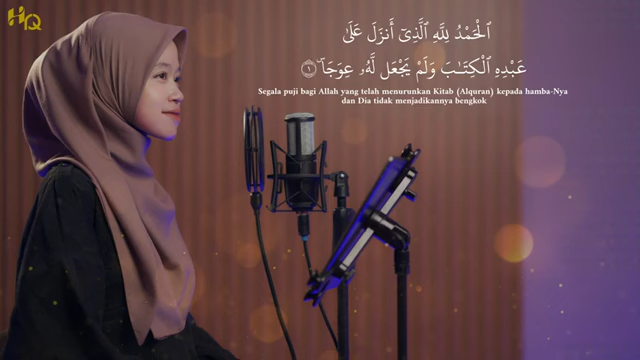 HQ
ٱلْحَمْدُ لِلَّهِ ٱلَّذِىٓ أَنزَلَ عَلَىٰ
عَبْدِهِ ٱلْكِتَـٰبَ وَلَمْ يَجْعَل لَّهُۥ عِوَجَاۜ ١
Segala puji bagi Allah yang telah menurunkan Kitab (Alquran) kepada hamba-Nya
dan Dia tidak menjadikannya bengkok